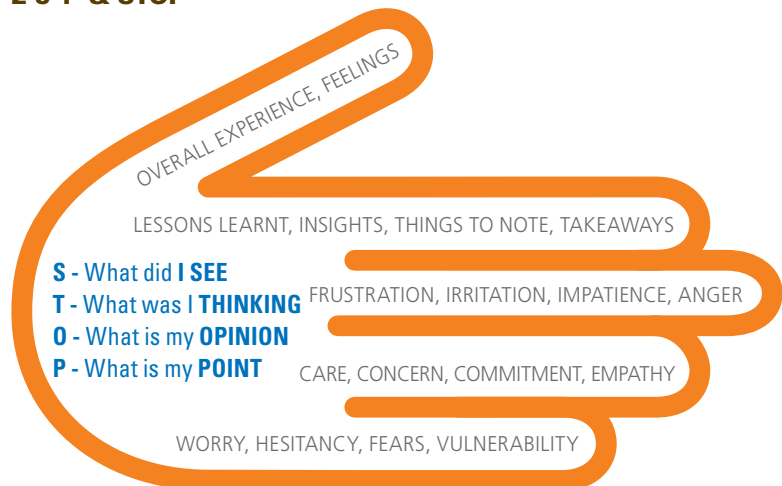 OVERALL EXPERIENCE, FEELINGS
LESSONS LEARNT, INSIGHTS, THINGS TO NOTE, TAKEAWAYS
S - What did I SEE
T - What was I THINKING
FRUSTRATION, IRRITATION, IMPATIENCE, ANGER
O - What is my OPINION
P - What is my POINT
CARE, CONCERN, COMMITMENT, EMPATHY
WORRY, HESITANCY, FEARS, VULNERABILITY